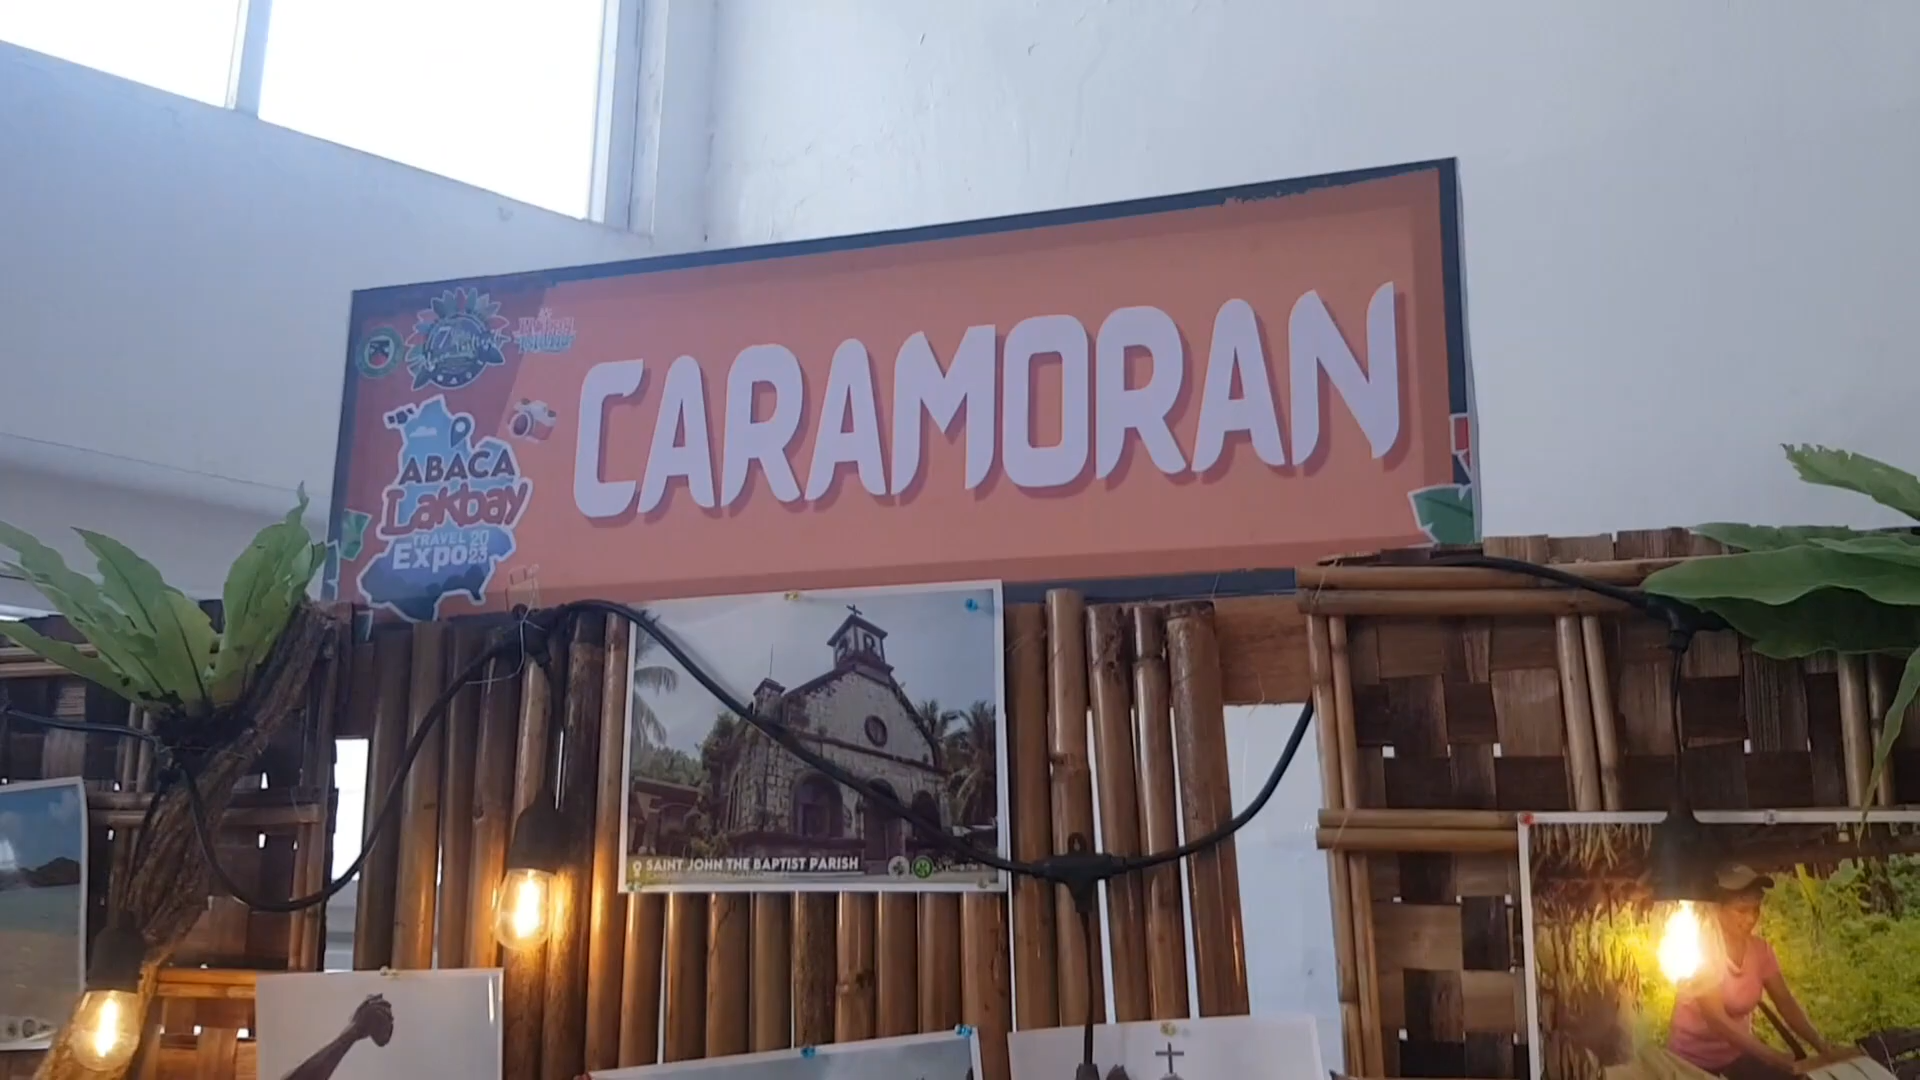 CARAMORAN
ABACA
Lakbay
TRAVEL 20
Expo 23
SAINT JOHN THE BAPTIST PARISH